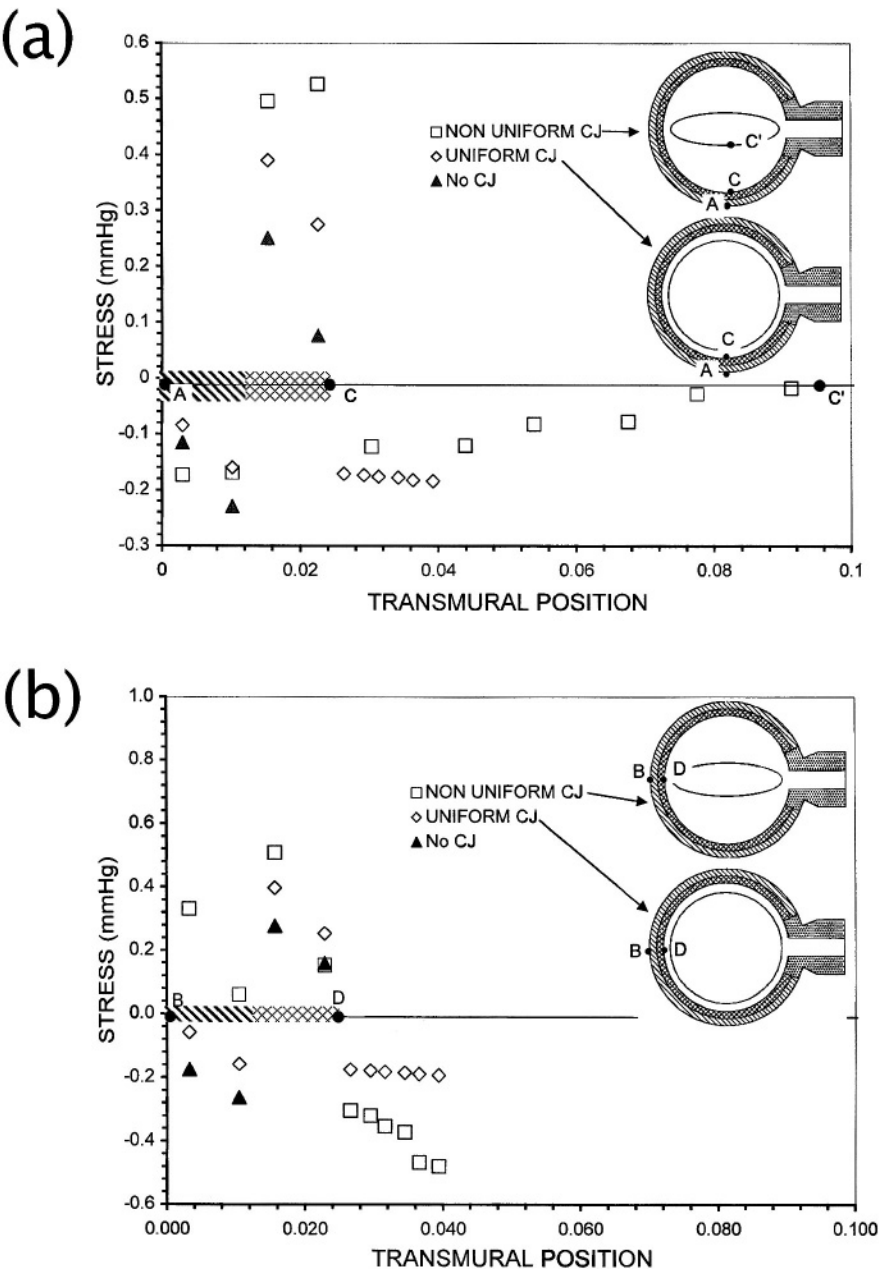 (a)
0.6
0.5
0.4
0.3
0.2
0.1
0
-0.1
-0.2
-0.3
STRESS (mmHg)
NON UNIFORM CJ
UNIFORM CJ
No CJ
C'
C
A
C
A
A
C
C'
0
0.02
0.04
0.06
0.08
0.1
TRANSMURAL POSITION
(b)
1.0
0.8
0.6
0.4
0.2
0.0
-0.2
-0.4
-0.6
STRESS (mmHg)
NON UNIFORM CJ
UNIFORM CJ
No CJ
B D
B D
B
D
0.000
0.020
0.040
0.060
0.080
0.100
TRANSMURAL POSITION